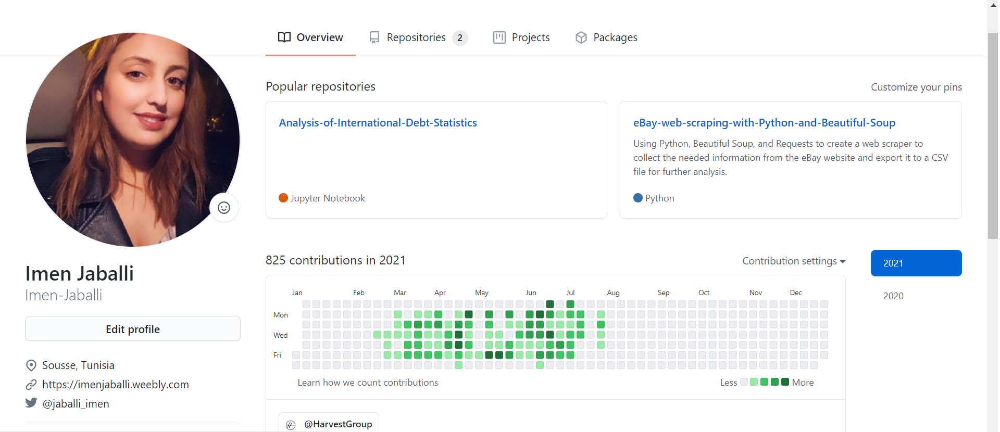 Overview Repositories 2 Projects Packages
Popular repositories
Customize your pins
Analysis-of-International-Debt-Statistics
Jupyter Notebook
eBay-web-scraping-with-Python-and-Beautiful-Soup
Using Python, Beautiful Soup, and Requests to create a web scraper to
collect the needed information from the eBay website and export it to a CSV
file for further analysis.
Python
Imen Jaballi
Imen-Jaballi
Edit profile
Sousse, Tunisia
https://imenjaballi.weebly.com
@jaballi_imen
825 contributions in 2021
Contribution settings
2021
2020
Jan Feb Mar Apr May Jun Jul Aug Sep Oct Nov Dec
Mon
Wed
Fri
Learn how we count contributions
Less More
@HarvestGroup